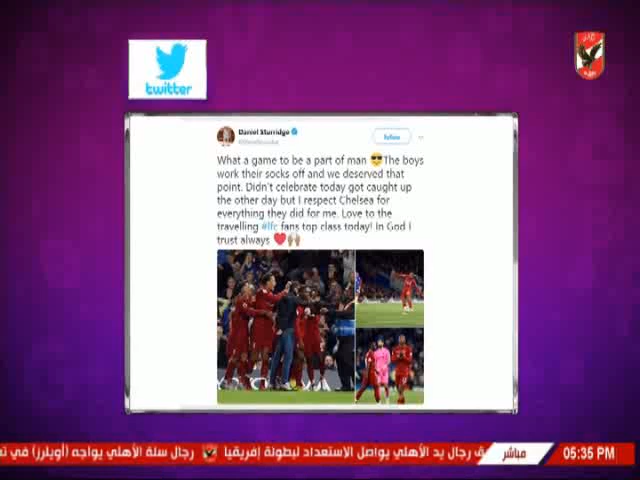 twitter
Daniel Sturridge
Follow
What a game to be a part of man 😎The boys
work their socks off and we deserved that
point. Didn't celebrate today got caught up
the other day but I respect Chelsea for
everything they did for me. Love to the
travelling #lfc fans top class today! In God I
trust always ❤️🙌🏽
ق رجال يد الأهلي يواصل الاستعداد لبطولة إفريقيا
رجال سلة الأهلي يواجه (أويلرز) في
مباشر
05:35 PM